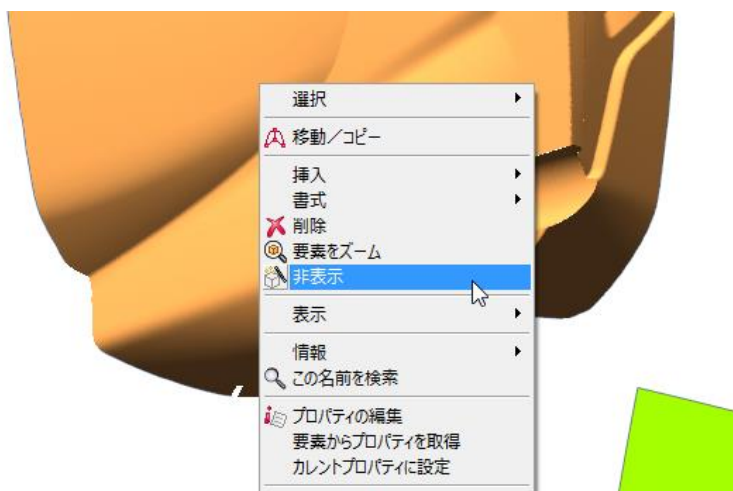 選択
移動／コピー
挿入
書式
削除
要素をズーム
非表示
表示
情報
この名前を検索
プロパティの編集
要素からプロパティを取得
カレントプロパティに設定